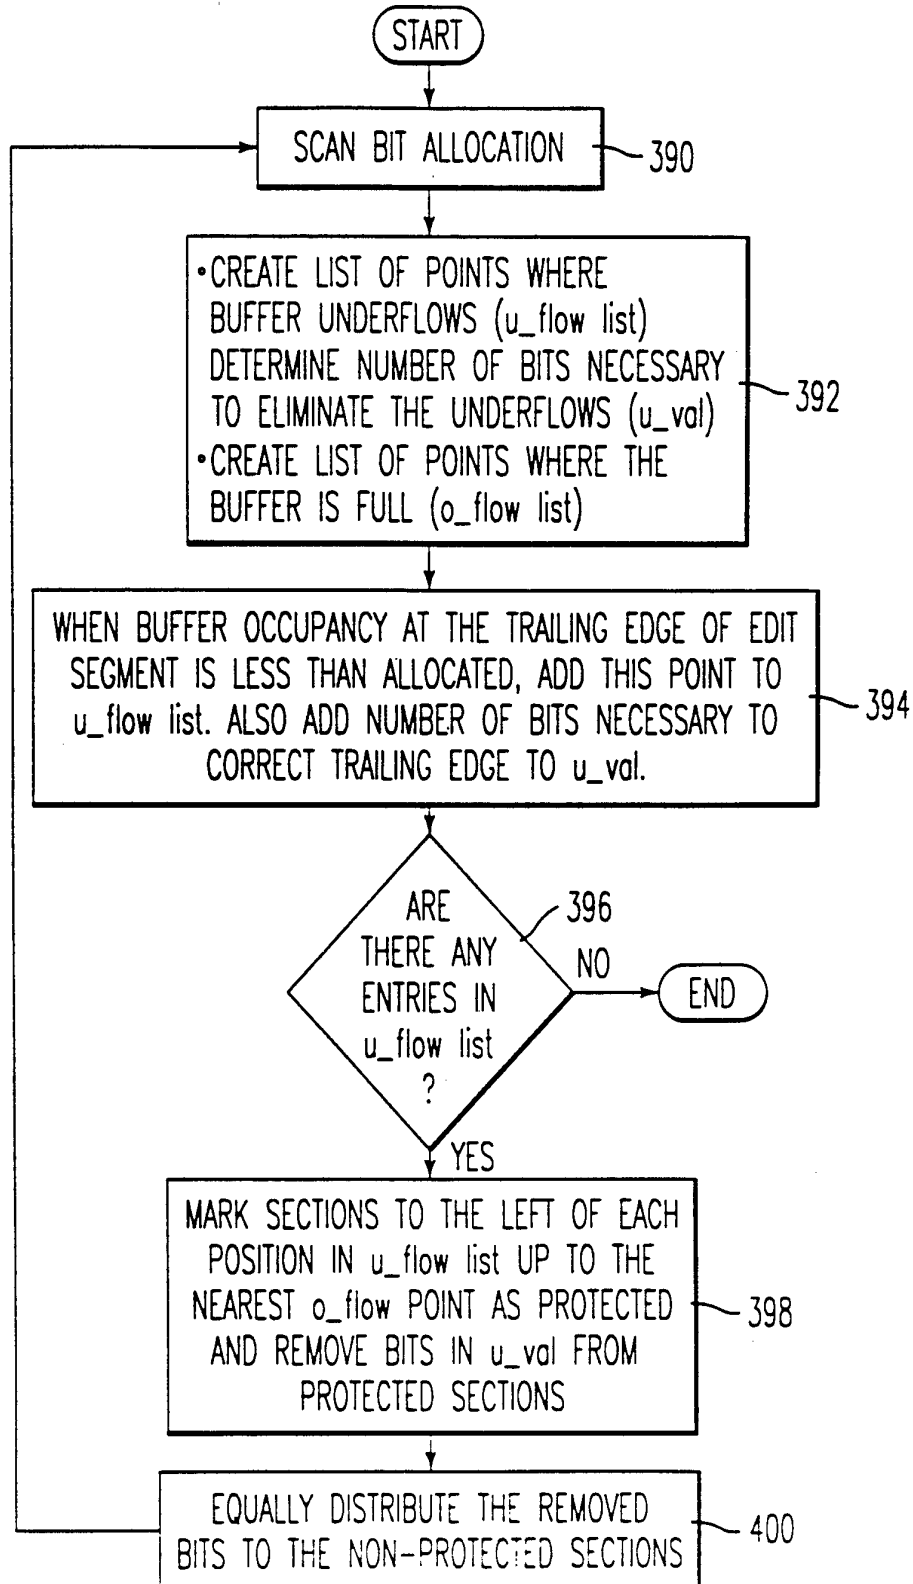 START
SCAN BIT ALLOCATION
390
•CREATE LIST OF POINTS WHERE
BUFFER UNDERFLOWS (u_flow list)
DETERMINE NUMBER OF BITS NECESSARY
TO ELIMINATE THE UNDERFLOWS (u_val)
•CREATE LIST OF POINTS WHERE THE
BUFFER IS FULL (o_flow list)
392
WHEN BUFFER OCCUPANCY AT THE TRAILING EDGE OF EDIT
SEGMENT IS LESS THAN ALLOCATED, ADD THIS POINT TO
u_flow list. ALSO ADD NUMBER OF BITS NECESSARY TO
CORRECT TRAILING EDGE TO u_val.
394
ARE
THERE ANY
ENTRIES IN
u_flow list
?
396
NO
END
YES
MARK SECTIONS TO THE LEFT OF EACH
POSITION IN u_flow list UP TO THE
NEAREST o_flow POINT AS PROTECTED
AND REMOVE BITS IN u_val FROM
PROTECTED SECTIONS
398
EQUALLY DISTRIBUTE THE REMOVED
BITS TO THE NON-PROTECTED SECTIONS
400